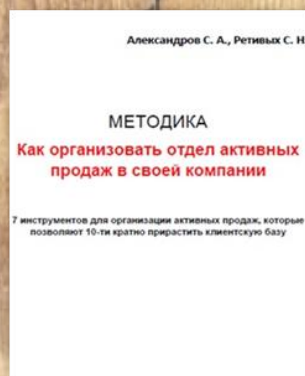 Александров С. А., Ретивых С. Н
МЕТОДИКА
Как организовать отдел активных
продаж в своей компании
7 инструментов для организации активных продаж, которые
позволяют 10-ти кратно прирастить клиентскую базу